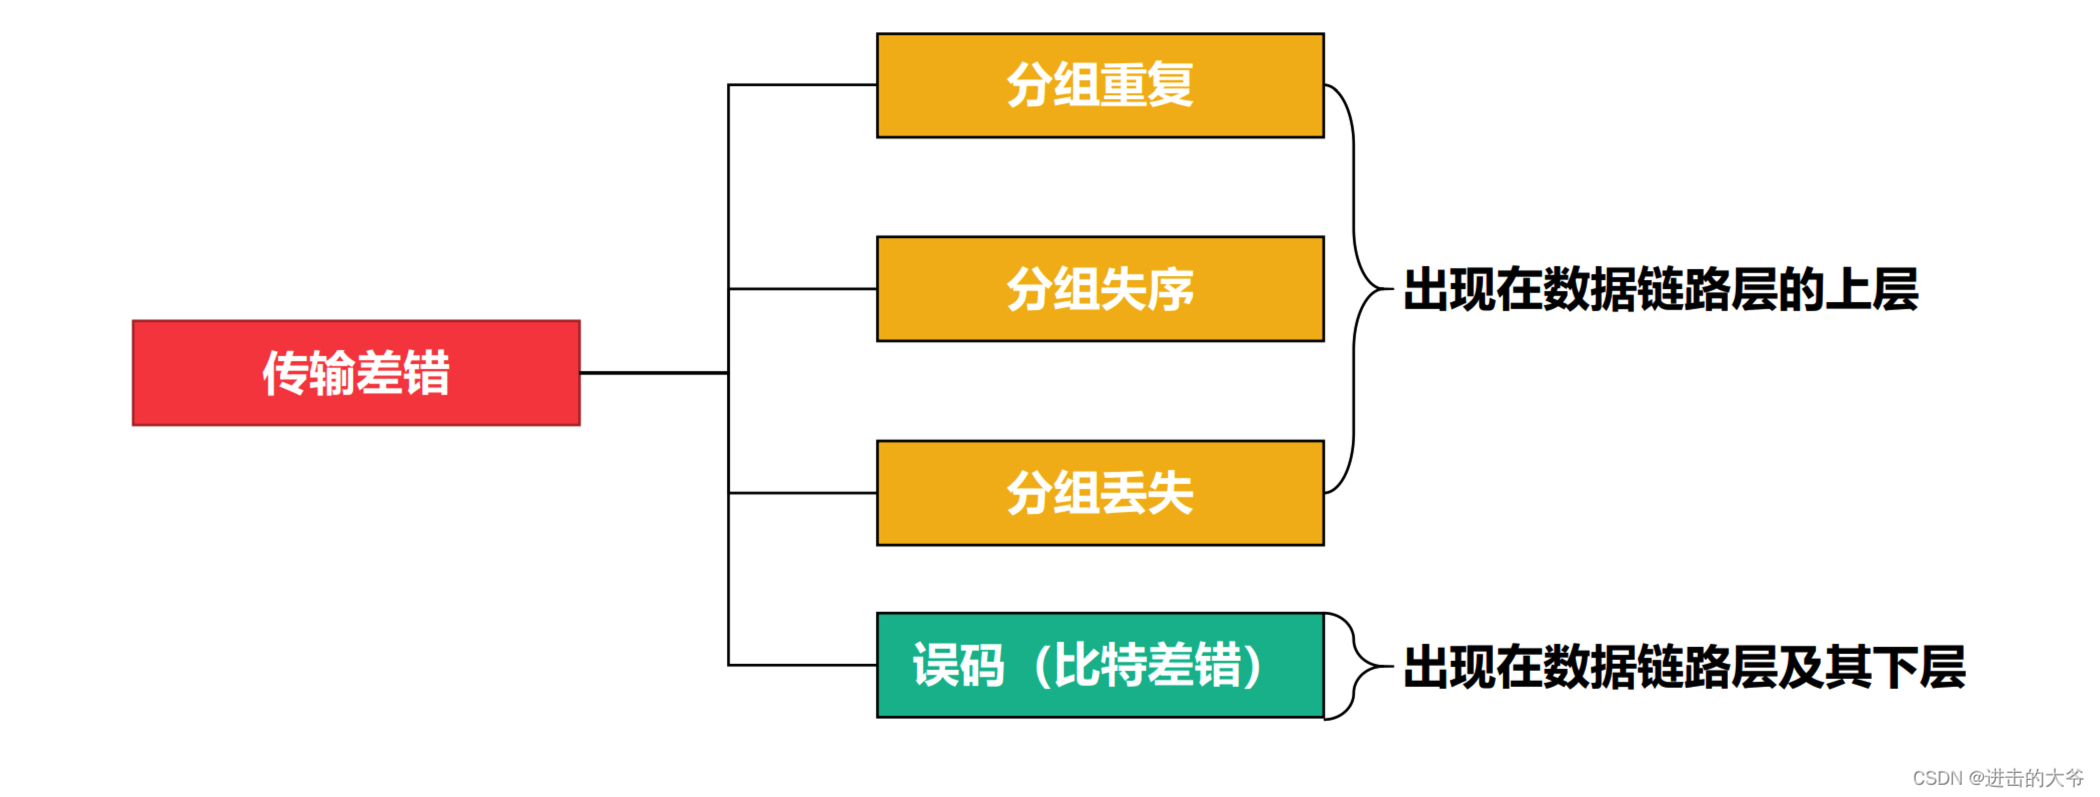 分组重复
分组失序
出现在数据链路层的上层
传输差错
分组丢失
误码（比特差错）
出现在数据链路层及其下层
CSDN @进击的大爷